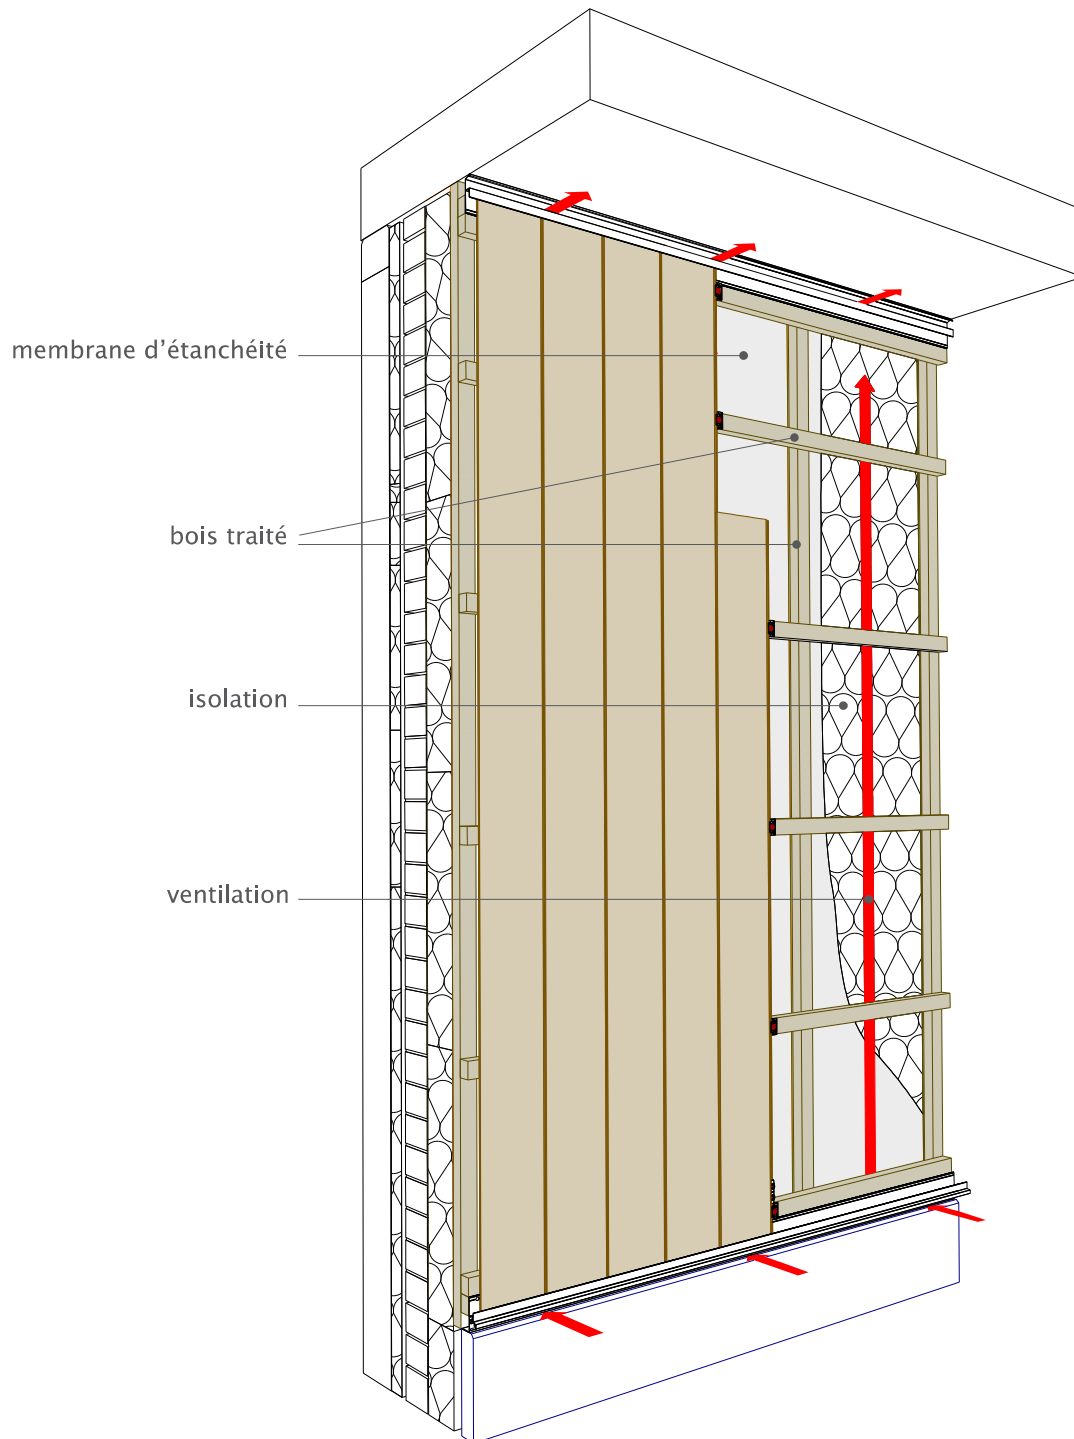 membrane d'étanchéité
bois traité
isolation
ventilation